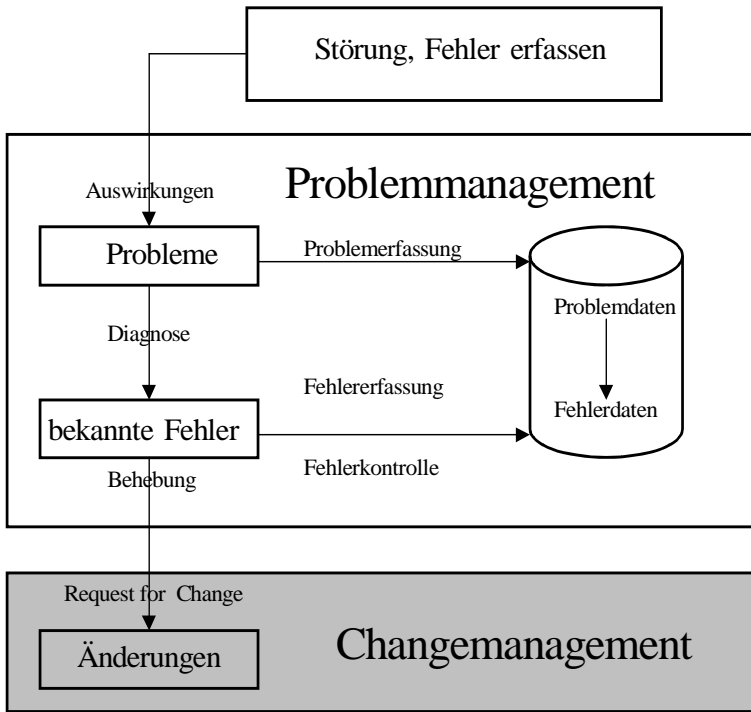 Störung, Fehler erfassen
Problemmanagement
Auswirkungen
Probleme
Problemerfassung
Problemdaten
Diagnose
Fehlererfassung
Fehlerdaten
bekannte Fehler
Behebung
Fehlerkontrolle
Request for Change
Changemanagement
Änderungen